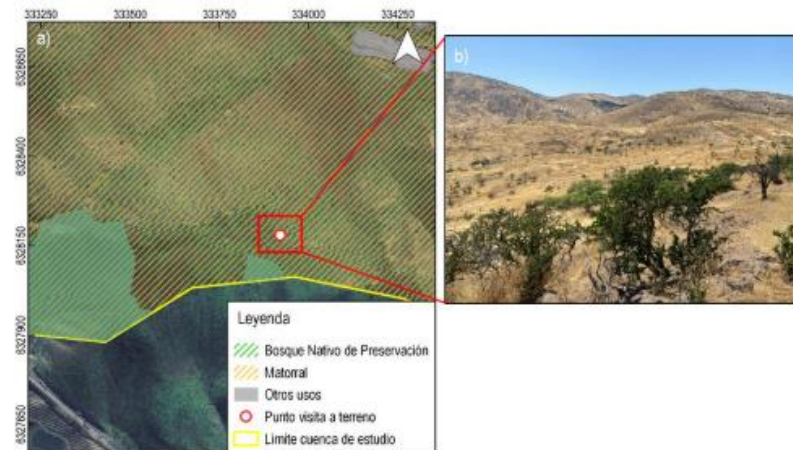 333250 333500 333750 334000 334250
a)
b)
6328650
6328400
6328150
6327900
6327650
Leyenda
Bosque Nativo de Preservación
Matorral
Otros usos
Punto visita a terreno
Limite cuenca de estudio